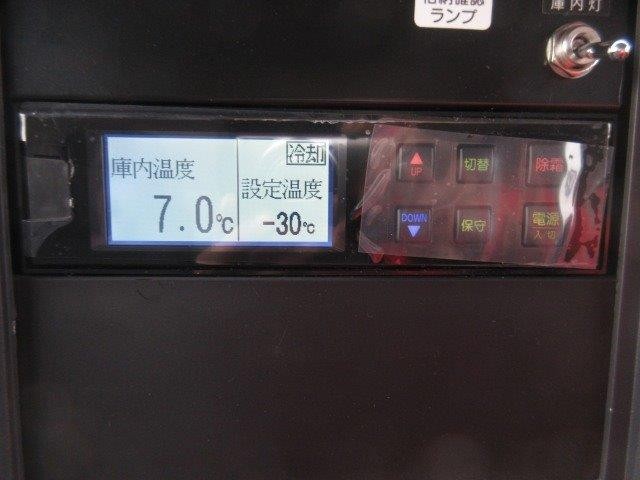 ランプ
庫内灯
庫内温度
7.0℃
冷却
設定温度
-30℃
UP
切替
除霜
DOWN
保守
電源
入 切